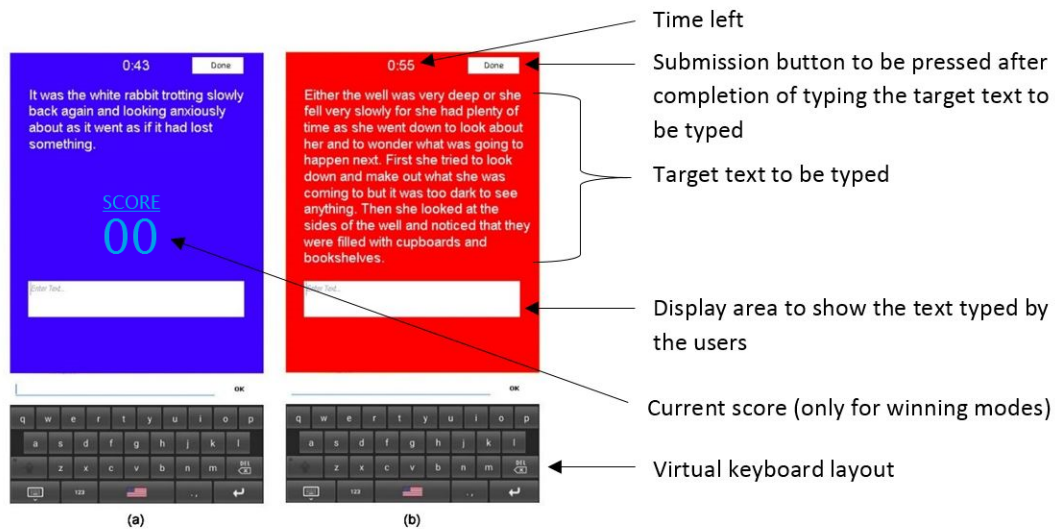 0:43
Done
It was the white rabbit trotting slowly
back again and looking anxiously
about as it went as if it had lost
something.
SCORE
00
Enter Text...
OK
q w e r t y u i o p
a s d f g h j k l
z x c v b n m DEL
123 .,
(a)
0:55
Done
Either the well was very deep or she
fell very slowly for she had plenty of
time as she went down to look about
her and to wonder what was going to
happen next. First she tried to look
down and make out what she was
coming to but it was too dark to see
anything. Then she looked at the
sides of the well and noticed that they
were filled with cupboards and
bookshelves.
Enter Text...
OK
q w e r t y u i o p
a s d f g h j k l
z x c v b n m DEL
123 .,
(b)
Time left
Submission button to be pressed after
completion of typing the target text to
be typed
Target text to be typed
Display area to show the text typed by
the users
Current score (only for winning modes)
Virtual keyboard layout